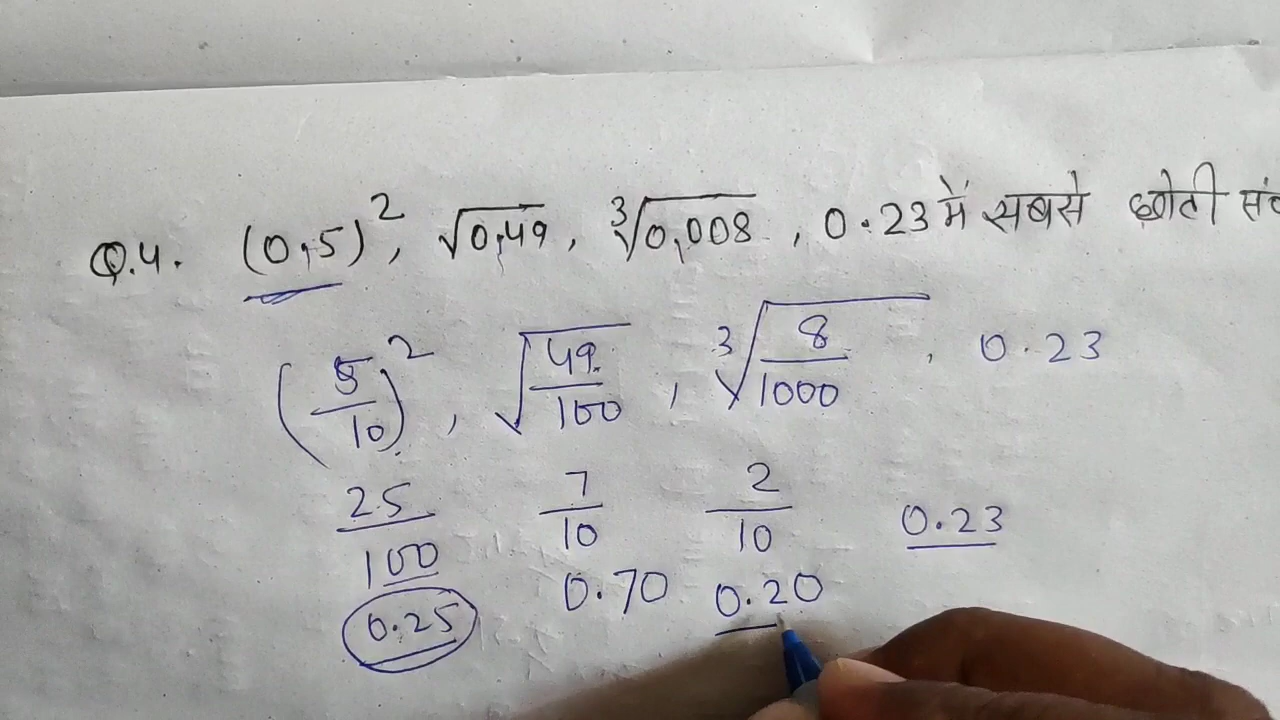 Q.4. (0.5)², √0.49, ∛0.008, 0.23 में सबसे छोटी
(5/10)², √49/100, ∛8/1000, 0.23
25/100 7/10 2/10 0.23
0.25 0.70 0.20